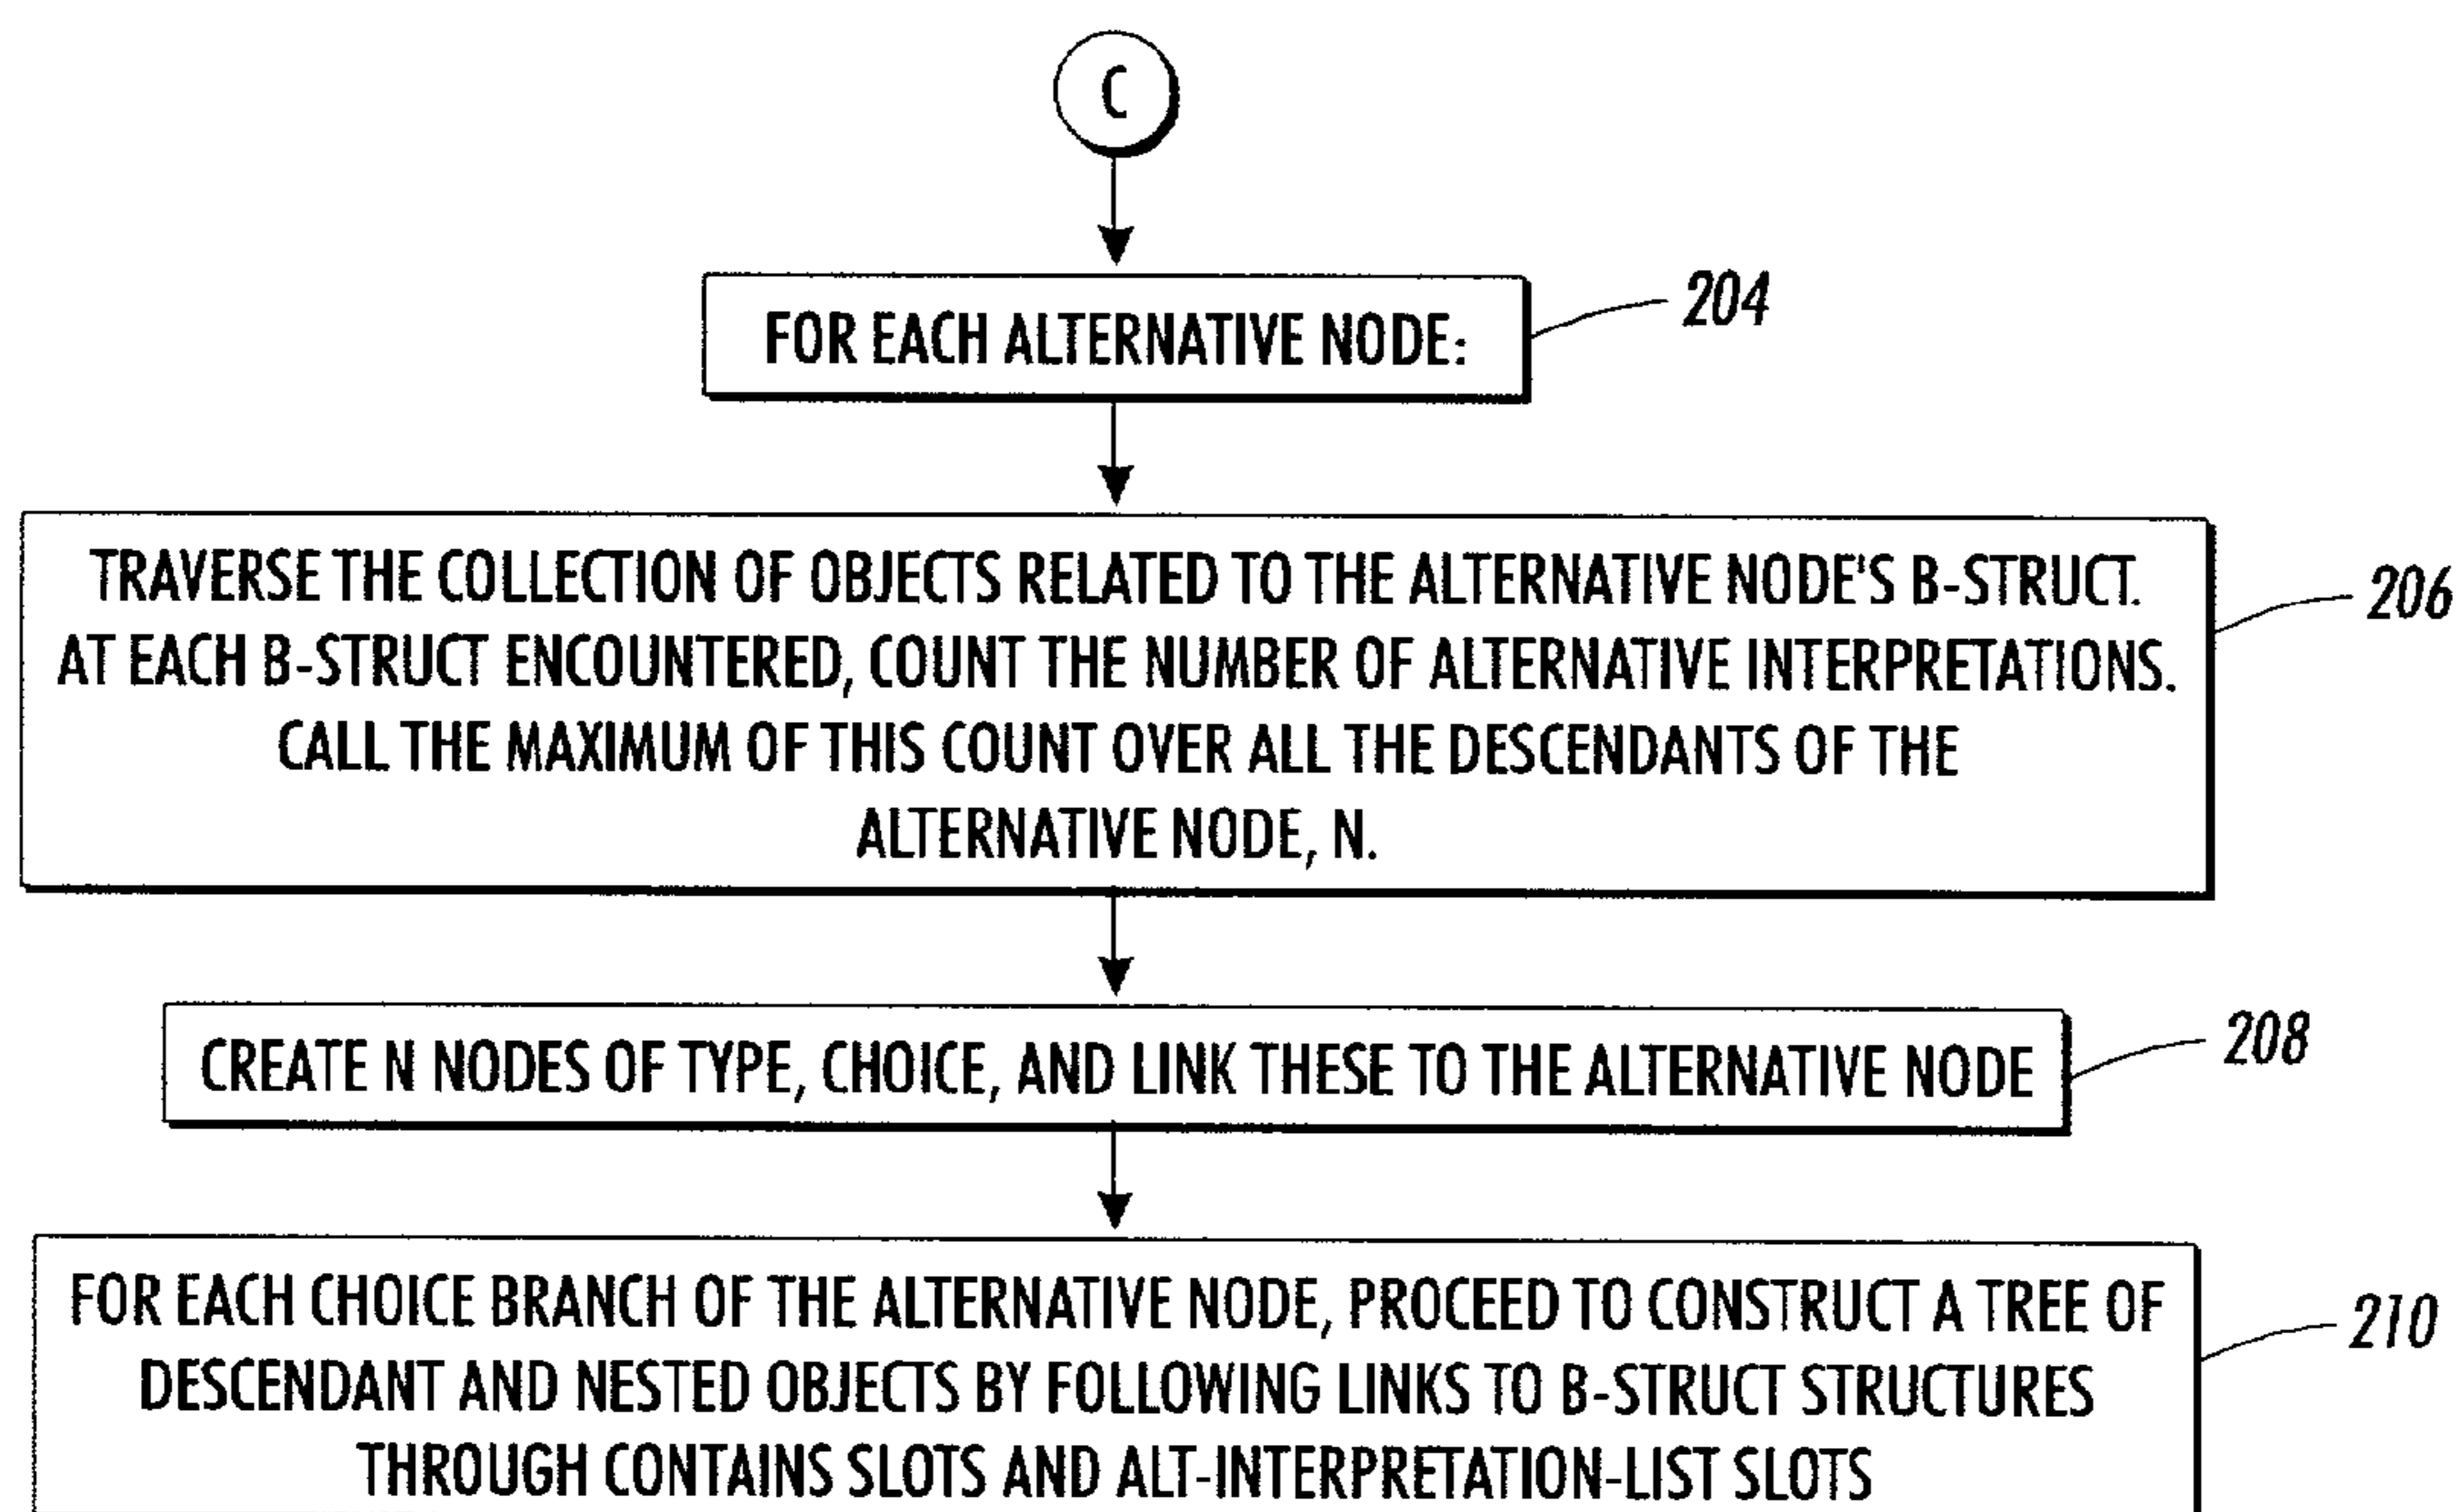 C
FOR EACH ALTERNATIVE NODE:
204
TRAVERSE THE COLLECTION OF OBJECTS RELATED TO THE ALTERNATIVE NODE'S B-STRUCT.
AT EACH B-STRUCT ENCOUNTERED, COUNT THE NUMBER OF ALTERNATIVE INTERPRETATIONS.
CALL THE MAXIMUM OF THIS COUNT OVER ALL THE DESCENDANTS OF THE
ALTERNATIVE NODE, N.
206
CREATE N NODES OF TYPE, CHOICE, AND LINK THESE TO THE ALTERNATIVE NODE
208
FOR EACH CHOICE BRANCH OF THE ALTERNATIVE NODE, PROCEED TO CONSTRUCT A TREE OF
DESCENDANT AND NESTED OBJECTS BY FOLLOWING LINKS TO B-STRUCT STRUCTURES
THROUGH CONTAINS SLOTS AND ALT-INTERPRETATION-LIST SLOTS
210